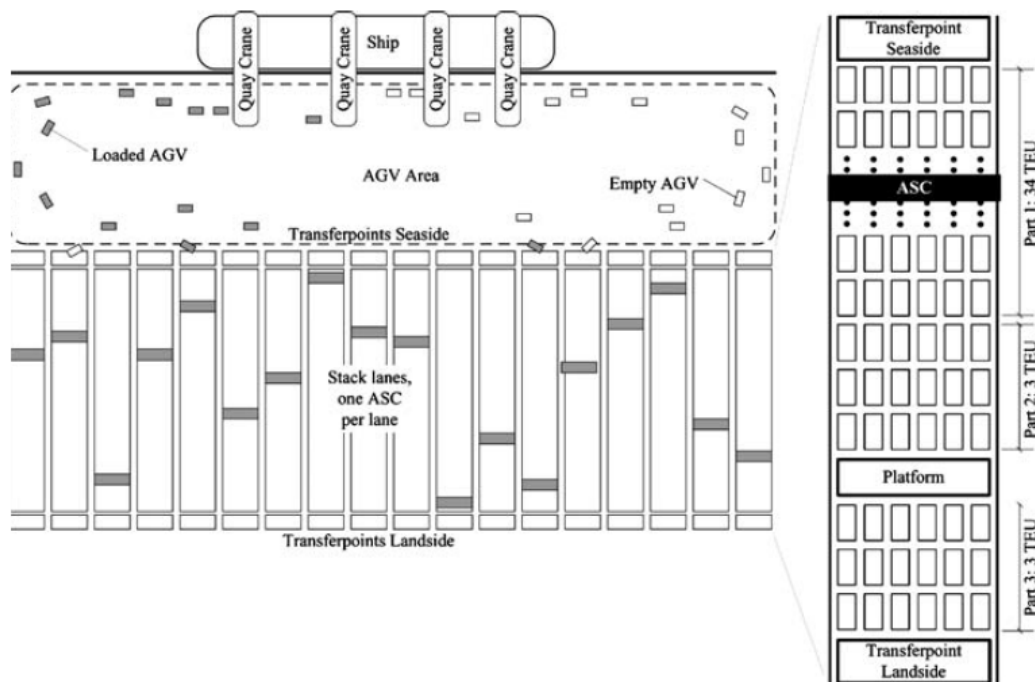 Ship
Quay Crane
Quay Crane
Quay Crane
Quay Crane
Loaded AGV
AGV Area
Empty AGV
Transferpoints Seaside
Stack lanes,
one ASC
per lane
Transferpoints Landside
Transferpoint
Seaside
ASC
Part 1: 34 TEU
Part 2: 3 TEU
Platform
Part 3: 3 TEU
Transferpoint
Landside